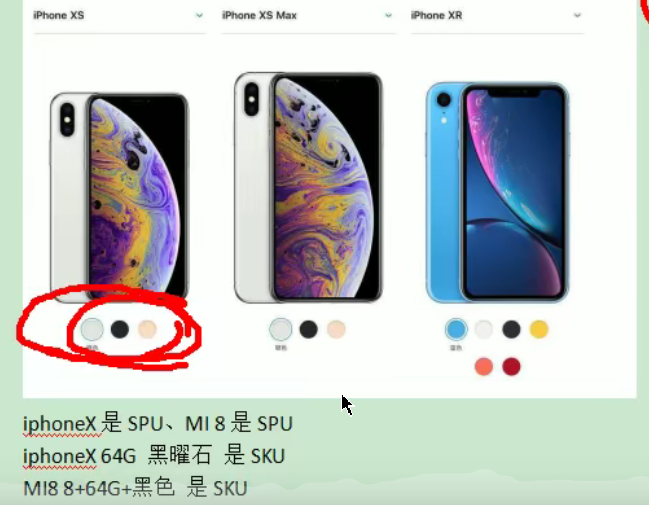 iPhone XS
iPhone XS Max
iPhone XR
银色
银色
蓝色
iphoneX 是 SPU、MI 8 是 SPU
iphoneX 64G 黑曜石 是 SKU
MI8 8+64G+黑色 是 SKU